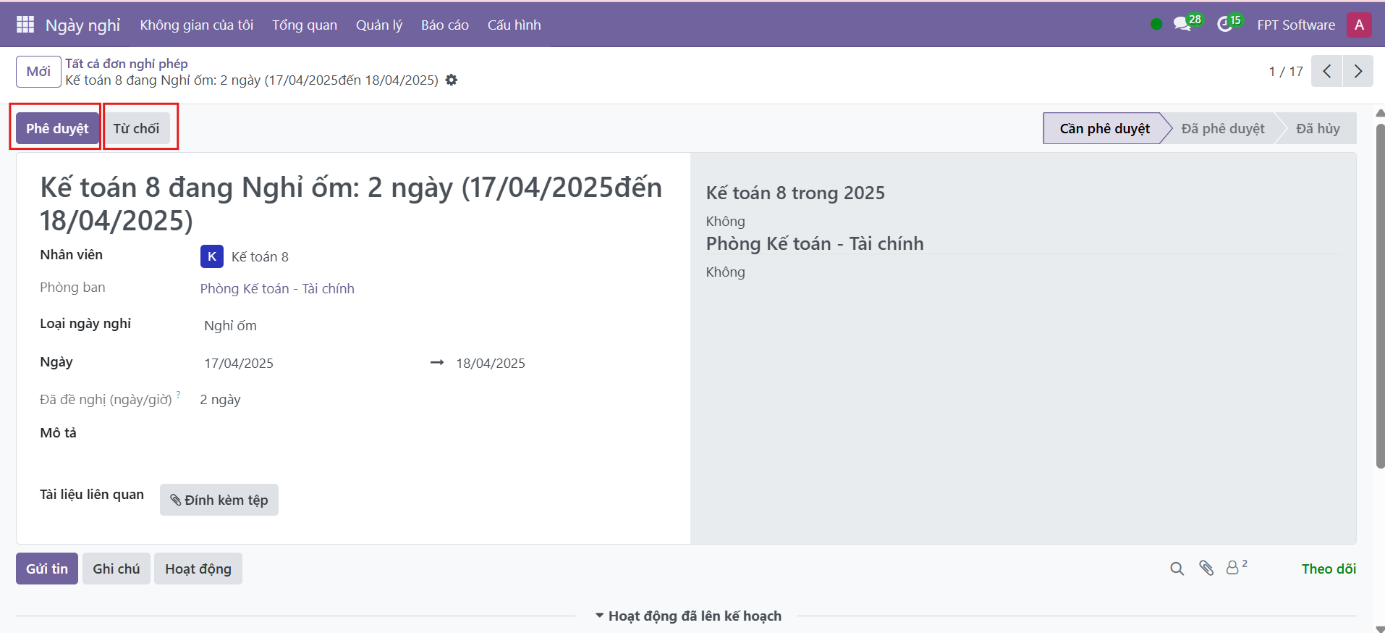 Ngày nghỉ Không gian của tôi Tổng quan Quản lý Báo cáo Cấu hình 28 15 FPT Software A
Mới Tất cả đơn nghỉ phép
Kế toán 8 đang Nghỉ ốm: 2 ngày (17/04/2025đến 18/04/2025) 1 / 17
Phê duyệt Từ chối Cần phê duyệt Đã phê duyệt Đã hủy
Kế toán 8 đang Nghỉ ốm: 2 ngày (17/04/2025đến
18/04/2025)
Nhân viên K Kế toán 8
Phòng ban Phòng Kế toán - Tài chính
Loại ngày nghỉ Nghỉ ốm
Ngày 17/04/2025 → 18/04/2025
Đã đề nghị (ngày/giờ) ? 2 ngày
Mô tả
Tài liệu liên quan Đính kèm tệp
Kế toán 8 trong 2025
Không
Phòng Kế toán - Tài chính
Không
Gửi tin Ghi chú Hoạt động 2 Theo dõi
Hoạt động đã lên kế hoạch